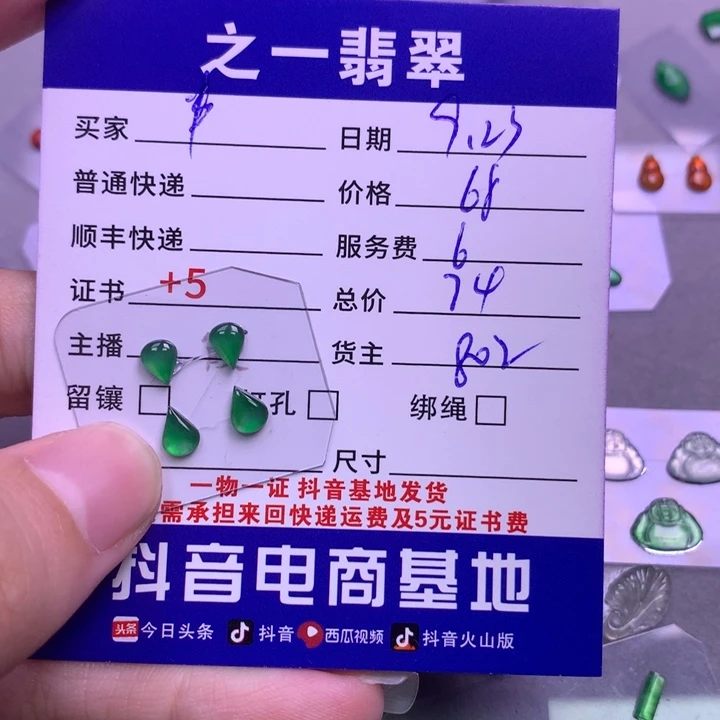 之一翡翠
买家 日期 9.23
普通快递 价格 68
顺丰快递 服务费 6
证书 +5 总价 74
主播 货主 802
留镶 孔 绑绳
尺寸
一物一证 抖音基地发货
需承担来回快递运费及5元证书费
抖音电商基地
头条 今日头条 抖音 西瓜视频 抖音火山版